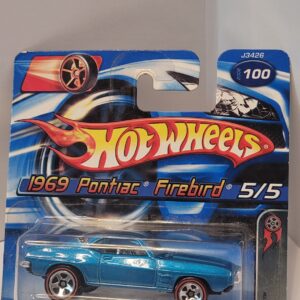 J3426
100
HOT WHEELS
1969 Pontiac® Firebird® 5/5